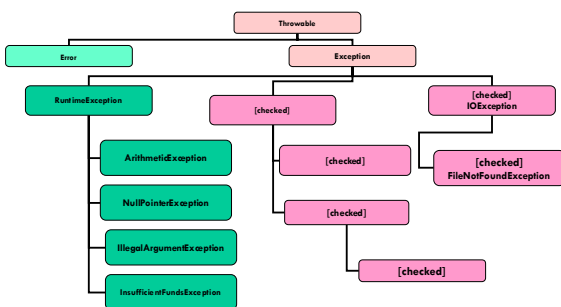 Throwable
Error
Exception
RuntimeException
[checked]
[checked]
IOException
ArithmeticException
[checked]
[checked]
FileNotFoundException
NullPointerException
[checked]
IllegalArgumentException
[checked]
InsufficientFundsException